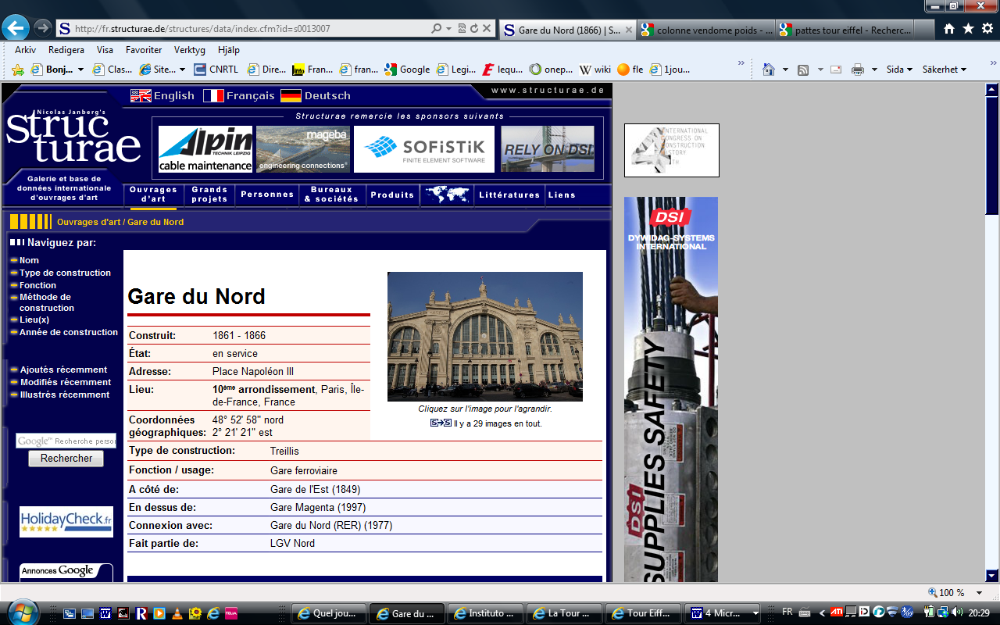 http://fr.structurae.de/structures/data/index.cfm?id=s0013007
Gare du Nord (1866) | S...
colonne vendome poids - ...
pattes tour eiffel - Recherc...
Arkiv Redigera Visa Favoriter Verktyg Hjälp
Bonj... Clas... Site... CNRTL Dire... Fran... fran... Google Legi... lequ... onep... wiki fle 1jou... Sida Säkerhet
English Français Deutsch
www.structurae.de
Nicolas Janberg's
Structurae
Structurae remercie les sponsors suivants
Alpin
TECHNIK LEIPZIG
cable maintenance
mageba
engineering connections®
SOFiSTiK
FINITE ELEMENT SOFTWARE
RELY ON DSI
Galerie et base de
données internationale
d'ouvrages d'art
Ouvrages d'art
Grands projets
Personnes
Bureaux & sociétés
Produits
Littératures
Liens
Ouvrages d'art / Gare du Nord
Naviguez par:
Nom
Type de construction
Fonction
Méthode de
construction
Lieu(x)
Année de construction
Ajoutés récemment
Modifiés récemment
Illustrés récemment
Google™ Recherche person
Rechercher
HolidayCheck.fr
Annonces Google
Gare du Nord
Construit: 1861 - 1866
État: en service
Adresse: Place Napoléon III
Lieu: 10ème arrondissement, Paris, Île-
de-France, France
Coordonnées 48° 52' 58" nord
géographiques: 2° 21' 21" est
Cliquez sur l'image pour l'agrandir.
S S Il y a 29 images en tout.
Type de construction: Treillis
Fonction / usage: Gare ferroviaire
A côté de: Gare de l'Est (1849)
En dessus de: Gare Magenta (1997)
Connexion avec: Gare du Nord (RER) (1977)
Fait partie de: LGV Nord
4
INTERNATIONAL
CONGRESS ON
CONSTRUCTION
HISTORY
DSI
DYWIDAG-SYSTEMS
INTERNATIONAL
DSI
SUPPLIES SAFETY
100 %
TELIA
Quel jou...
Gare du ...
Instituto ...
La Tour ...
Tour Eiff...
4 Micr...
FR
ATI
20:29